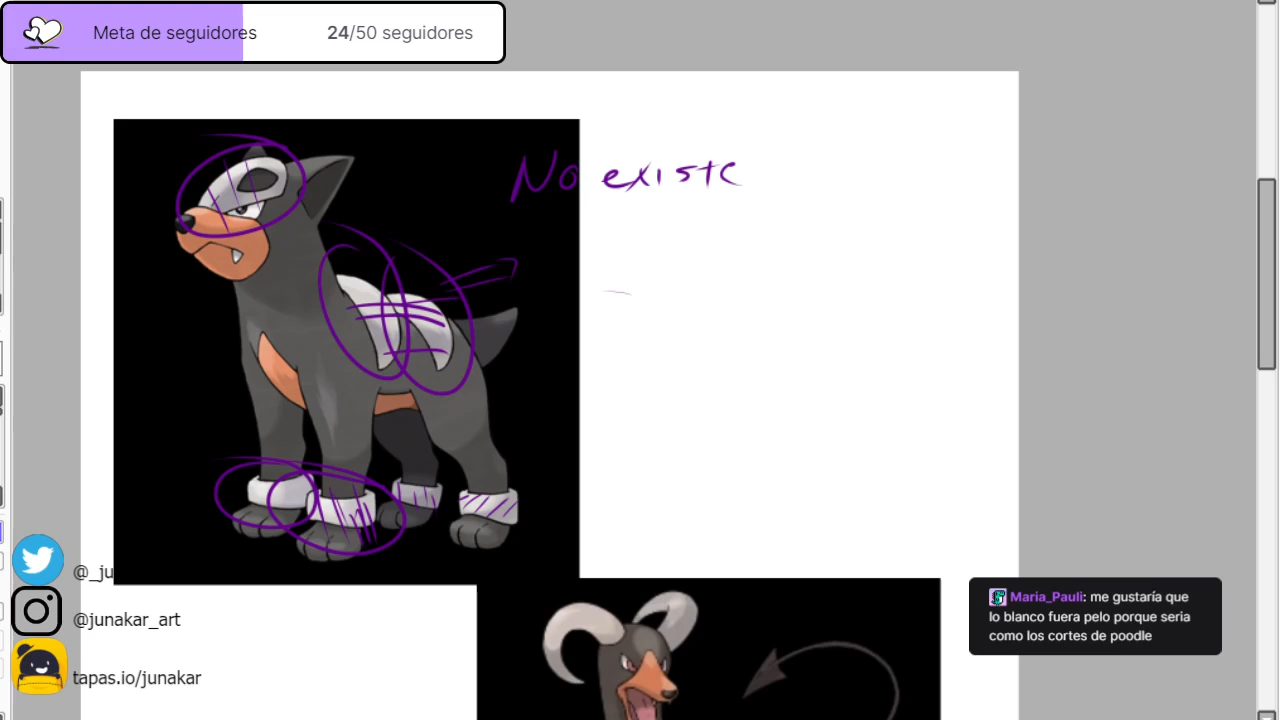 Meta de seguidores 24/50 seguidores
No existe
@_ju
@junakar_art
tapas.io/junakar
Maria_Pauli: me gustaría que
lo blanco fuera pelo porque seria
como los cortes de poodle